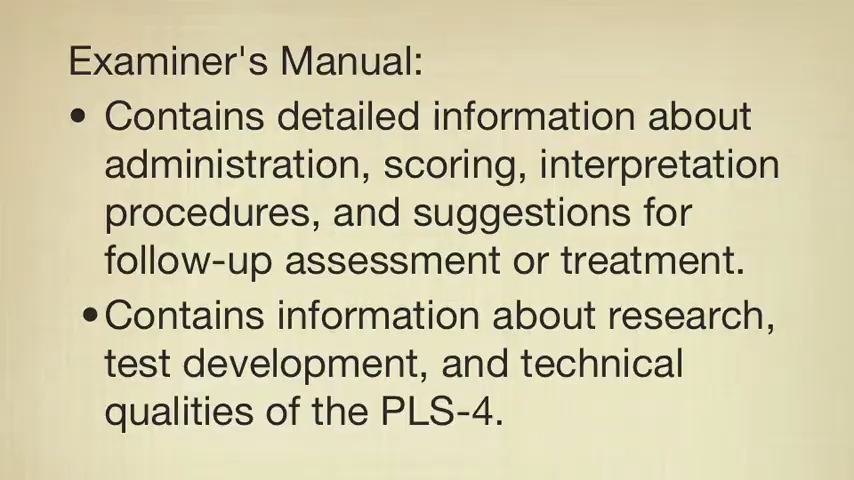 Examiner's Manual:
• Contains detailed information about
administration, scoring, interpretation
procedures, and suggestions for
follow-up assessment or treatment.
•Contains information about research,
test development, and technical
qualities of the PLS-4.